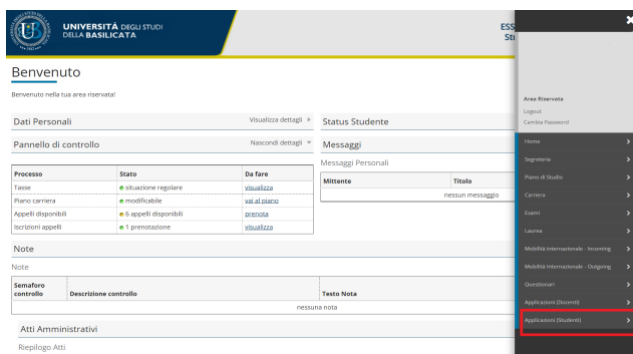 UNIVERSITÀ DEGLI STUDI
DELLA BASILICATA
ESS
Benvenuto
Benvenuto nella tua area riservata!
Dati Personali
Visualizza dettagli
Status Studente
Pannello di controllo
Nascondi dettagli
Messaggi
Messaggi Personali
Processo Stato Da fare
Tasse situazione regolare visualizza
Piano carriera modificabile vai al piano
Appelli disponibili 6 appelli disponibili prenota
Iscrizioni appelli 1 prenotazione visualizza
Mittente Titolo
nessun messaggio
Note
Note
Semaforo
controllo Descrizione controllo Testo Nota
nessuna nota
Atti Amministrativi
Riepilogo Atti
Area Riservata
Logout
Cambia Password
Home
Segreteria
Piano di Studio
Carriera
Esami
Laurea
Mobilità internazionale - Incoming
Mobilità internazionale - Outgoing
Questionari
Applicazioni (Docenti)
Applicazioni (Studenti)